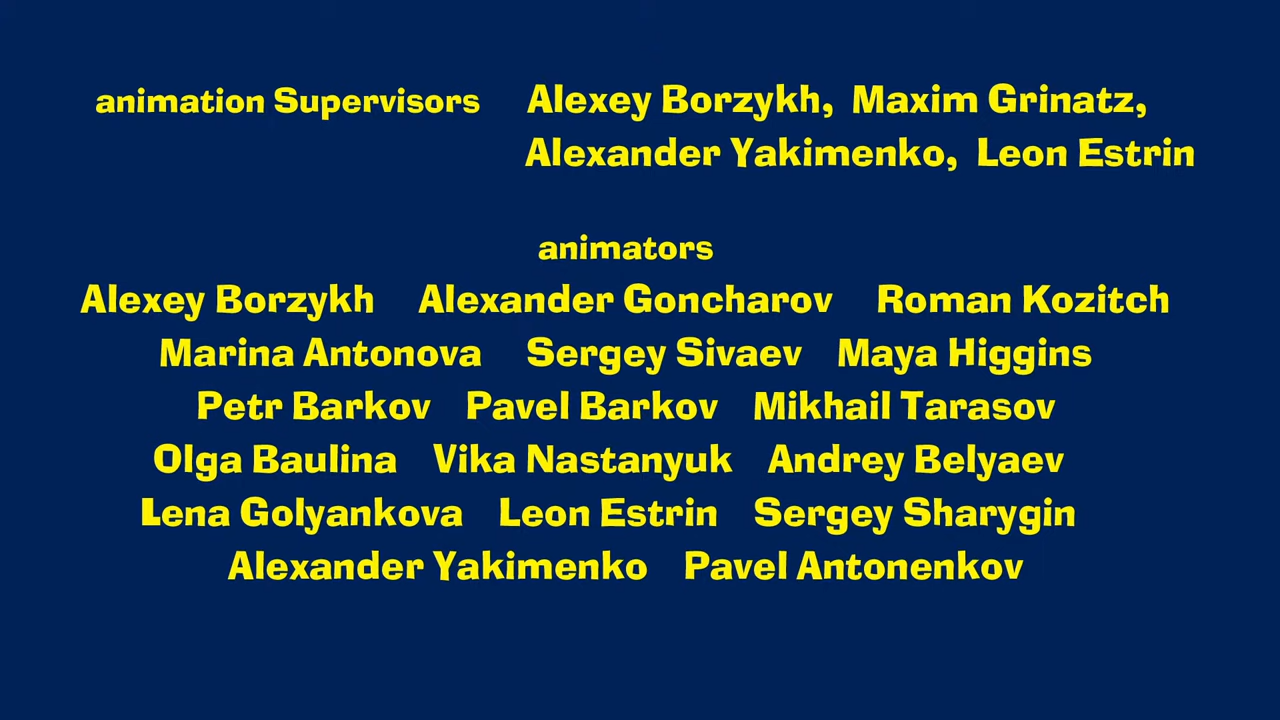 animation Supervisors Alexey Borzykh, Maxim Grinatz,
Alexander Yakimenko, Leon Estrin
animators
Alexey Borzykh Alexander Goncharov Roman Kozitch
Marina Antonova Sergey Sivaev Maya Higgins
Petr Barkov Pavel Barkov Mikhail Tarasov
Olga Baulina Vika Nastanyuk Andrey Belyaev
Lena Golyankova Leon Estrin Sergey Sharygin
Alexander Yakimenko Pavel Antonenkov